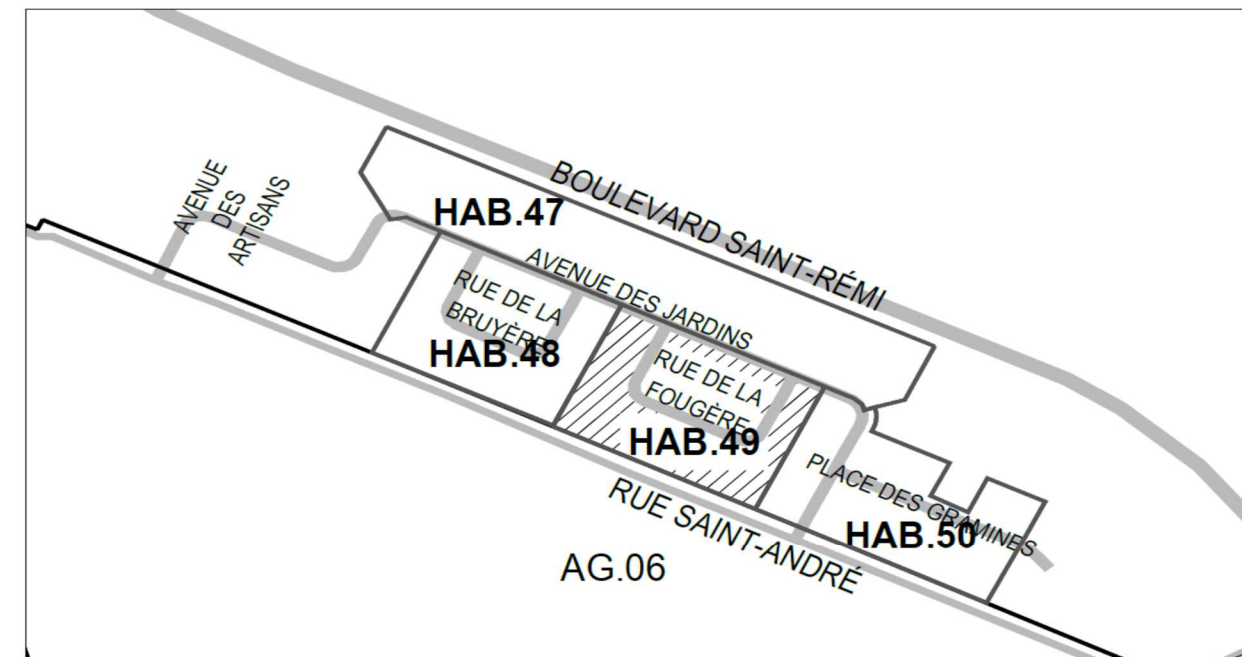 BOULEVARD SAINT-RÉMI
AVENUE
DES
ARTISANS
HAB.47
AVENUE DES JARDINS
RUE DE LA
BRUYÈRE
HAB.48
RUE DE LA
FOUGÈRE
HAB.49
PLACE DES GRAMINES
HAB.50
RUE SAINT-ANDRÉ
AG.06